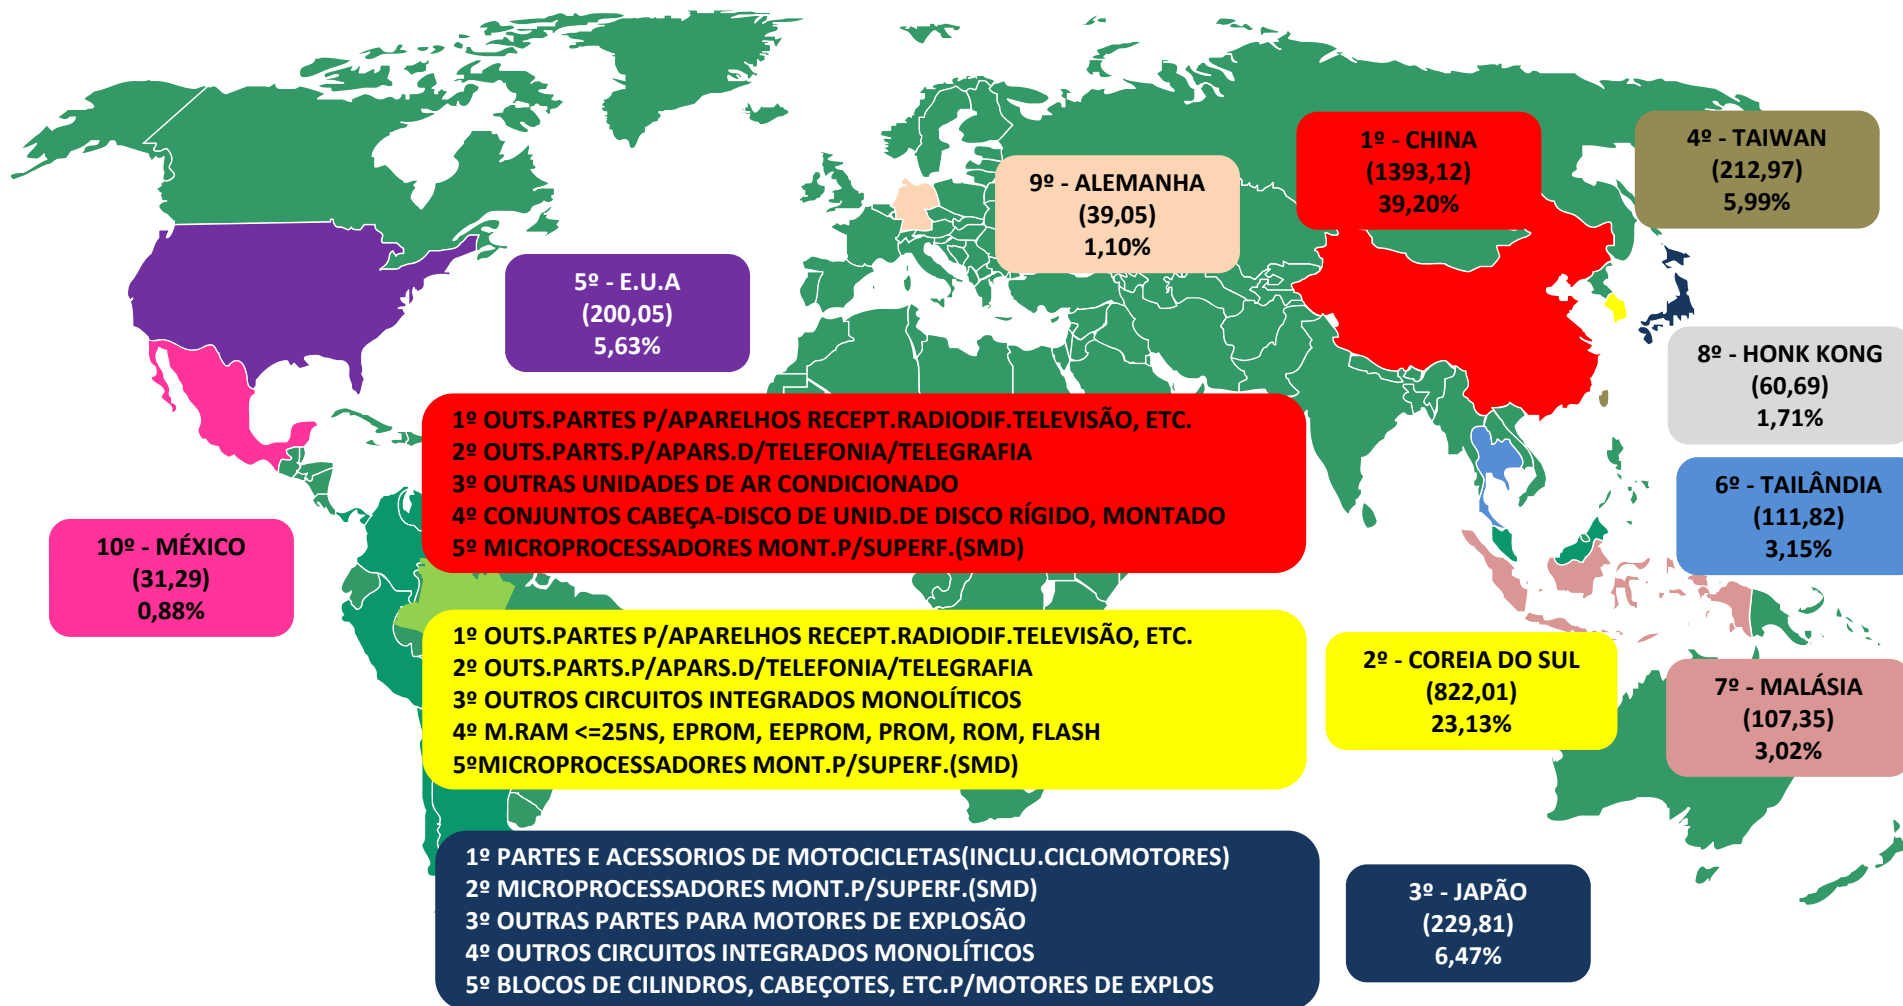 1º - CHINA
(1393,12)
39,20%
4º - TAIWAN
(212,97)
5,99%
9º - ALEMANHA
(39,05)
1,10%
5º - E.U.A
(200,05)
5,63%
8º - HONK KONG
(60,69)
1,71%
1º OUTS.PARTES P/APARELHOS RECEPT.RADIODIF.TELEVISÃO, ETC.
2º OUTS.PARTS.P/APARS.D/TELEFONIA/TELEGRAFIA
3º OUTRAS UNIDADES DE AR CONDICIONADO
4º CONJUNTOS CABEÇA-DISCO DE UNID.DE DISCO RÍGIDO, MONTADO
5º MICROPROCESSADORES MONT.P/SUPERF.(SMD)
6º - TAILÂNDIA
(111,82)
3,15%
10º - MÉXICO
(31,29)
0,88%
1º OUTS.PARTES P/APARELHOS RECEPT.RADIODIF.TELEVISÃO, ETC.
2º OUTS.PARTS.P/APARS.D/TELEFONIA/TELEGRAFIA
3º OUTROS CIRCUITOS INTEGRADOS MONOLÍTICOS
4º M.RAM <=25NS, EPROM, EEPROM, PROM, ROM, FLASH
5ºMICROPROCESSADORES MONT.P/SUPERF.(SMD)
2º - COREIA DO SUL
(822,01)
23,13%
7º - MALÁSIA
(107,35)
3,02%
1º PARTES E ACESSORIOS DE MOTOCICLETAS(INCLU.CICLOMOTORES)
2º MICROPROCESSADORES MONT.P/SUPERF.(SMD)
3º OUTRAS PARTES PARA MOTORES DE EXPLOSÃO
4º OUTROS CIRCUITOS INTEGRADOS MONOLÍTICOS
5º BLOCOS DE CILINDROS, CABEÇOTES, ETC.P/MOTORES DE EXPLOS
3º - JAPÃO
(229,81)
6,47%